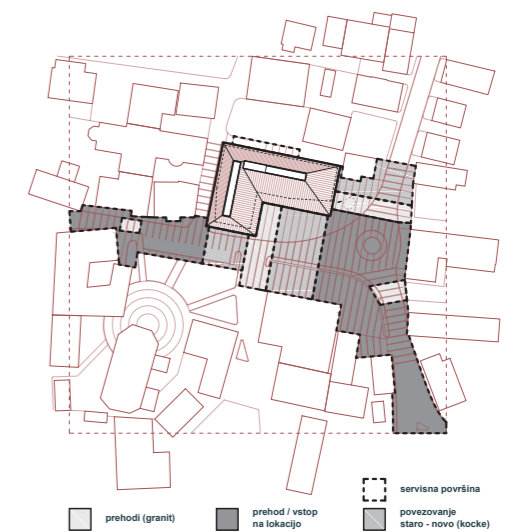 servisna površina
prehodi (granit)
prehod / vstop
na lokacijo
povezovanje
staro - novo (kocke)